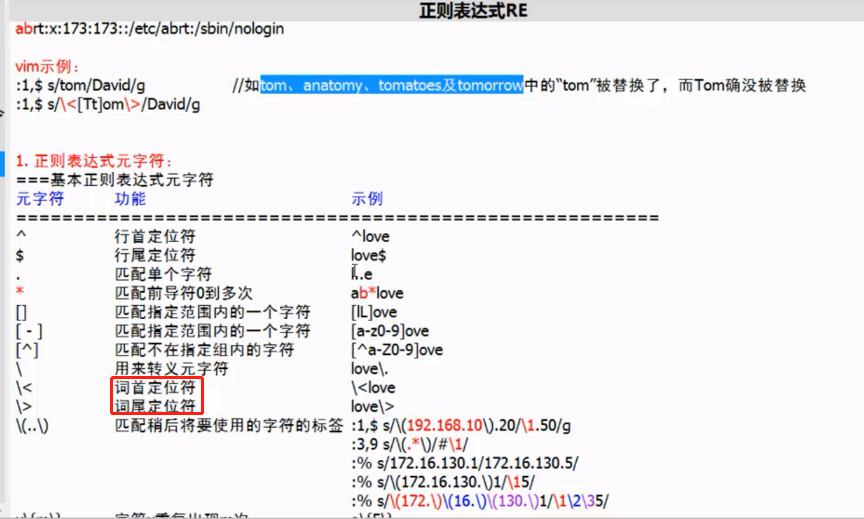 正则表达式RE
abrt:x:173:173::/etc/abrt:/sbin/nologin
vim示例：
:1,$ s/tom/David/g //如tom、anatomy、tomatoes及tomorrow中的“tom”被替换了，而Tom确没被替换
:1,$ s/\<[Tt]om\>/David/g
1. 正则表达式元字符：
===基本正则表达式元字符
元字符 功能 示例
=========================================================
^ 行首定位符 ^love
$ 行尾定位符 love$
. 匹配单个字符 l..e
* 匹配前导符0到多次 ab*love
[] 匹配指定范围内的一个字符 [lL]ove
[ - ] 匹配指定范围内的一个字符 [a-z0-9]ove
[^] 匹配不在指定组内的字符 [^a-Z0-9]ove
\ 用来转义元字符 love\.
\< 词首定位符 \<love
\> 词尾定位符 love\>
\(..\) 匹配稍后将要使用的字符的标签 :1,$ s/\(192.168.10\).20/\1.50/g
:3,9 s/\(.*\)/#\1/
:% s/172.16.130.1/172.16.130.5/
:% s/\(172.16.130.\)1/\15/
:% s/\(172.\)\(16.\)\(130.\)1/\1\2\35/